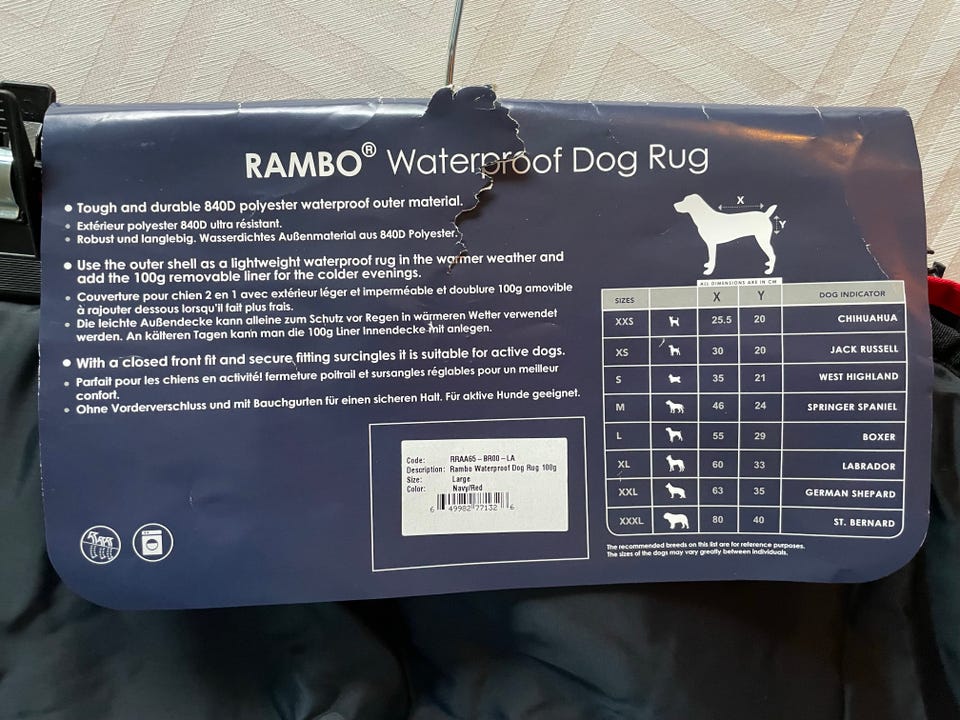 RAMBO® Waterproof Dog Rug
• Tough and durable 840D polyester waterproof outer material.
• Extérieur polyester 840D ultra résistant.
• Robust und langlebig. Wasserdichtes Außenmaterial aus 840D Polyester.
• Use the outer shell as a lightweight waterproof rug in the warmer weather and
add the 100g removable liner for the colder evenings.
• Couverture pour chien 2 en 1 avec extérieur léger et imperméable et doublure 100g amovible
à rajouter dessous lorsqu'il fait plus frais.
• Die leichte Außendecke kann alleine zum Schutz vor Regen in wärmeren Wetter verwendet
werden. An kälteren Tagen kann man die 100g Liner Innendecke mit anlegen.
• With a closed front fit and secure fitting surcingles it is suitable for active dogs.
• Parfait pour les chiens en activité! fermeture poitrail et sursangles réglables pour un meilleur
confort.
• Ohne Vorderverschluss und mit Bauchgurten für einen sicheren Halt. Für aktive Hunde geeignet.
Code: RRAA65-BR00-LA
Description: Rambo Waterproof Dog Rug 100g
Size: Large
Color: Navy/Red
6 49982 77132 6
X
Y
ALL DIMENSIONS ARE IN CM
SIZES X Y DOG INDICATOR
XXS 25.5 20 CHIHUAHUA
XS 30 20 JACK RUSSELL
S 35 21 WEST HIGHLAND
M 46 24 SPRINGER SPANIEL
L 55 29 BOXER
XL 60 33 LABRADOR
XXL 63 35 GERMAN SHEPARD
XXXL 80 40 ST. BERNARD
The recommended breeds on this list are for reference purposes.
The sizes of the dogs may vary greatly between individuals.